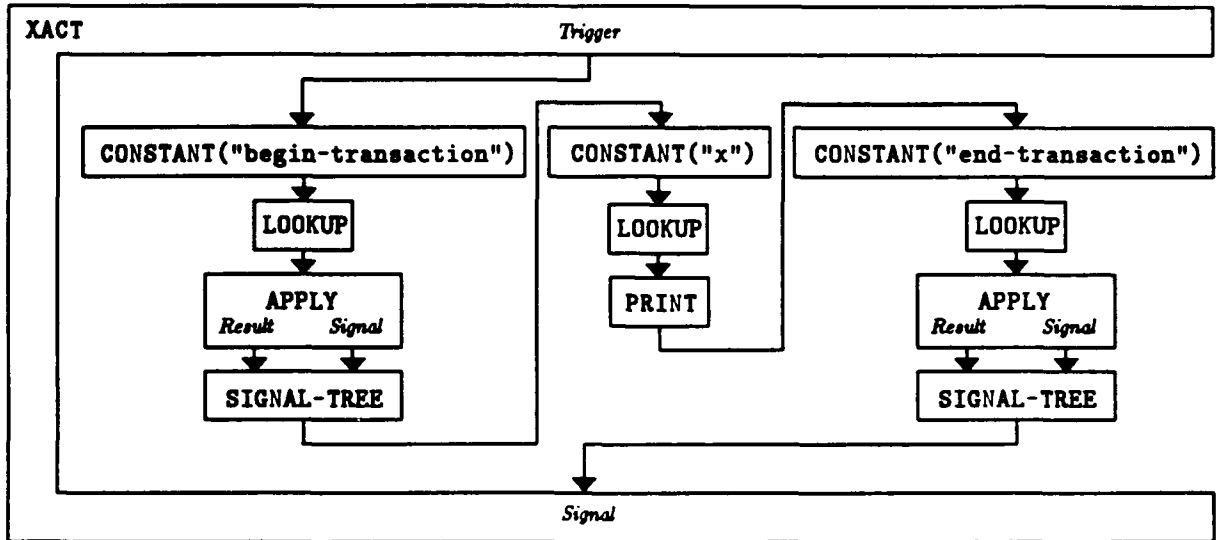 XACT
Trigger
CONSTANT("begin-transaction")
LOOKUP
APPLY
Result Signal
SIGNAL-TREE
CONSTANT("x")
LOOKUP
PRINT
CONSTANT("end-transaction")
LOOKUP
APPLY
Result Signal
SIGNAL-TREE
Signal